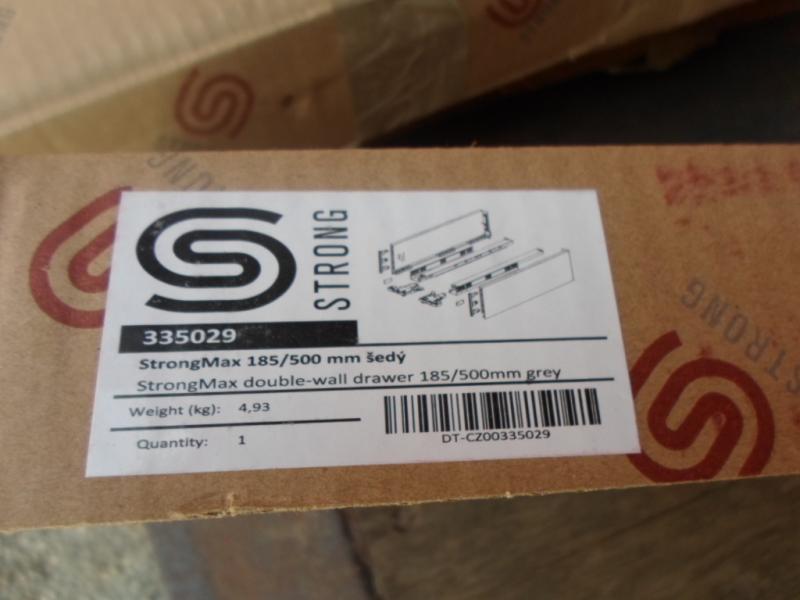 STRONG
STRONG
335029
StrongMax 185/500 mm šedý
StrongMax double-wall drawer 185/500mm grey
Weight (kg): 4,93
Quantity: 1
DT-CZ00335029
STRONG
STRONG